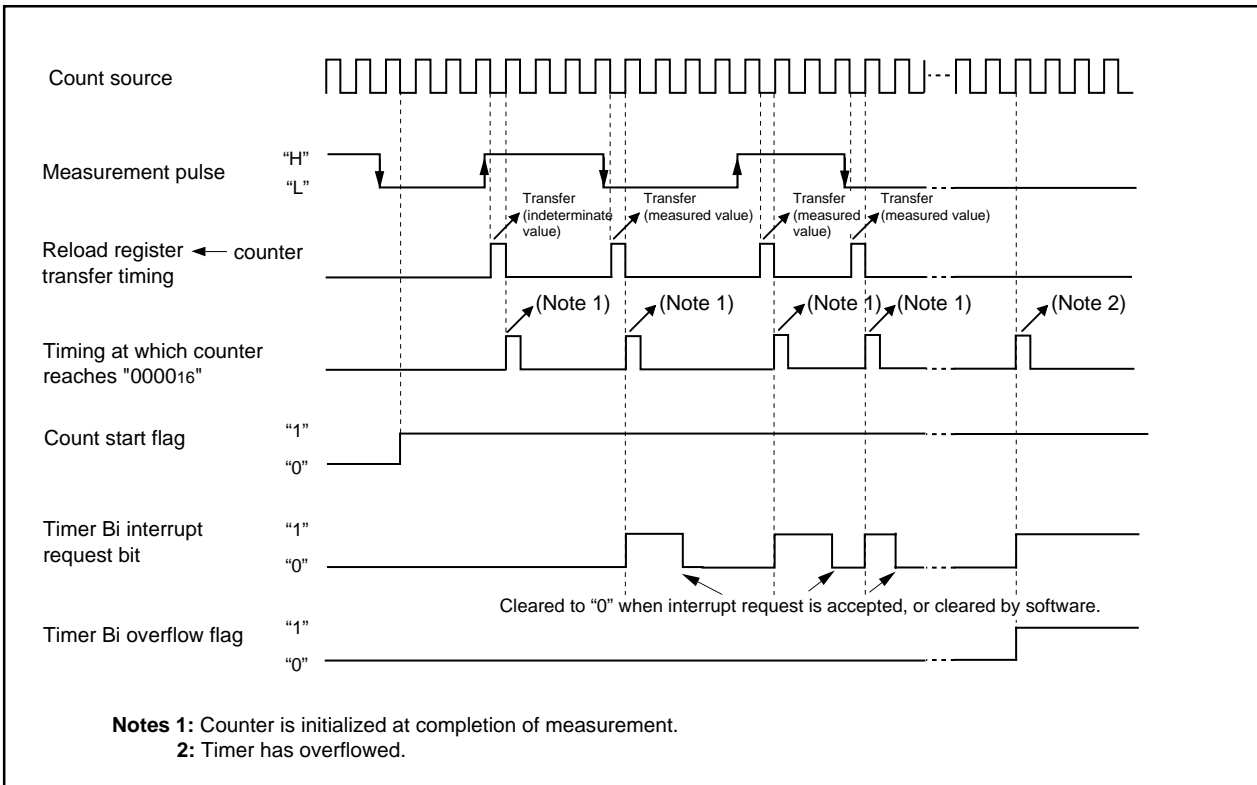 Count source
Measurement pulse
“H”
“L”
Transfer
(indeterminate
value)
Transfer
(measured value)
Transfer
(measured
value)
Transfer
(measured value)
Reload register counter
transfer timing
(Note 1)
(Note 1)
(Note 1)
(Note 1)
(Note 2)
Timing at which counter
reaches "000016"
Count start flag
“1”
“0”
Timer Bi interrupt
request bit
“1”
“0”
Cleared to “0” when interrupt request is accepted, or cleared by software.
Timer Bi overflow flag
“1”
“0”
Notes 1: Counter is initialized at completion of measurement.
2: Timer has overflowed.